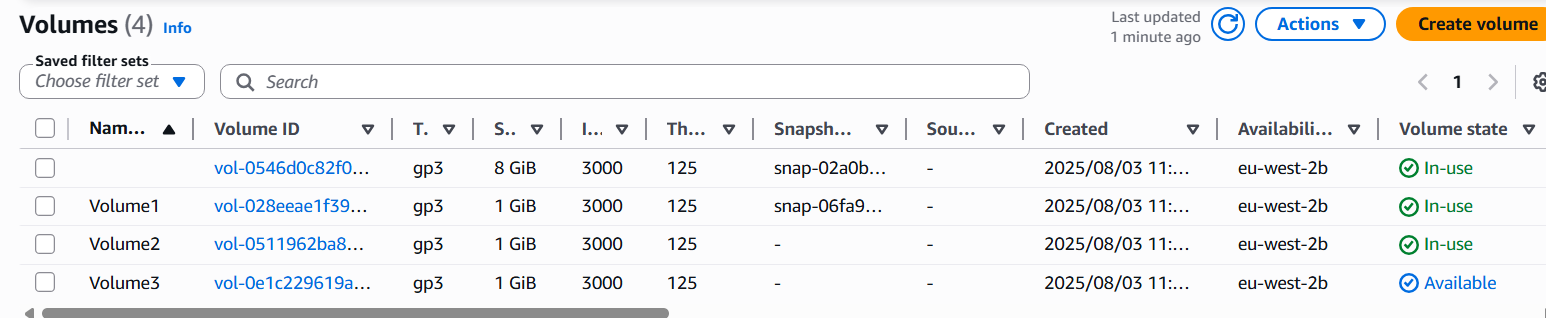 Volumes (4) Info
Last updated
1 minute ago
Actions
Create volume
Saved filter sets
Choose filter set
Search
1
Nam... Volume ID T. S.. I... Th... Snapsh... Sou... Created Availabili... Volume state
vol-0546d0c82f0... gp3 8 GiB 3000 125 snap-02a0b... - 2025/08/03 11:... eu-west-2b In-use
Volume1 vol-028eeae1f39... gp3 1 GiB 3000 125 snap-06fa9... - 2025/08/03 11:... eu-west-2b In-use
Volume2 vol-0511962ba8... gp3 1 GiB 3000 125 - - 2025/08/03 11:... eu-west-2b In-use
Volume3 vol-0e1c229619a... gp3 1 GiB 3000 125 - - 2025/08/03 11:... eu-west-2b Available